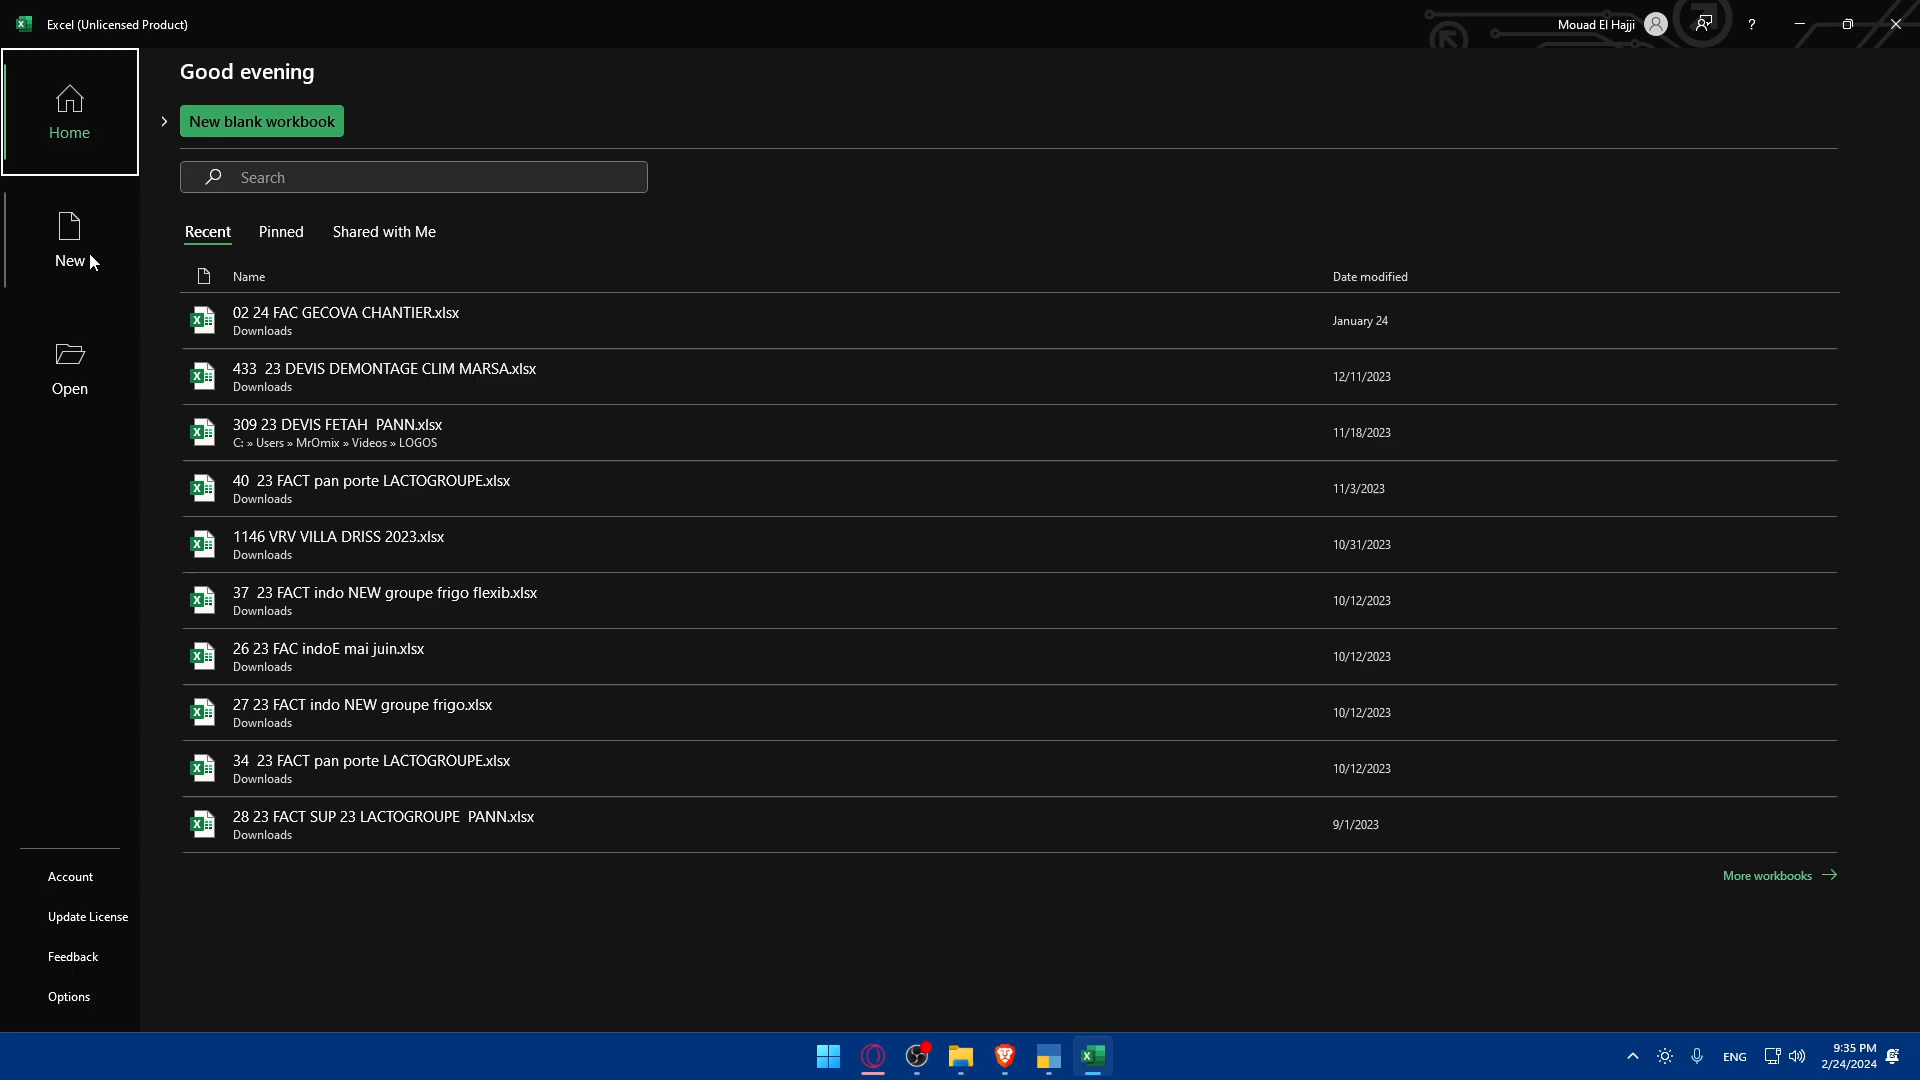 Excel (Unlicensed Product)
Mouad El Hajji
?
Home
New
Open
Account
Update License
Feedback
Options
Good evening
New blank workbook
Search
Recent Pinned Shared with Me
Name Date modified
02 24 FAC GECOVA CHANTIER.xlsx
Downloads
January 24
433  23 DEVIS DEMONTAGE CLIM MARSA.xlsx
Downloads
12/11/2023
309 23 DEVIS FETAH  PANN.xlsx
C: » Users » MrOmix » Videos » LOGOS
11/18/2023
40  23 FACT pan porte LACTOGROUPE.xlsx
Downloads
11/3/2023
1146 VRV VILLA DRISS 2023.xlsx
Downloads
10/31/2023
37  23 FACT indo NEW groupe frigo flexib.xlsx
Downloads
10/12/2023
26 23 FAC indoE mai juin.xlsx
Downloads
10/12/2023
27 23 FACT indo NEW groupe frigo.xlsx
Downloads
10/12/2023
34  23 FACT pan porte LACTOGROUPE.xlsx
Downloads
10/12/2023
28 23 FACT SUP 23 LACTOGROUPE  PANN.xlsx
Downloads
9/1/2023
More workbooks
ENG
9:35 PM
2/24/2024